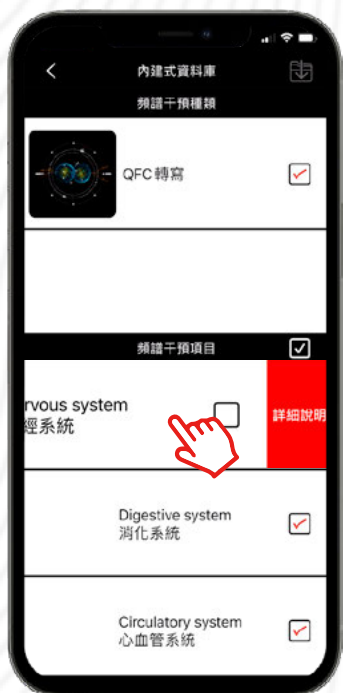 內建式資料庫
頻譜干預種類
QFC 轉寫
頻譜干預項目
rvous system
經系統
詳細說明
Digestive system
消化系統
Circulatory system
心血管系統